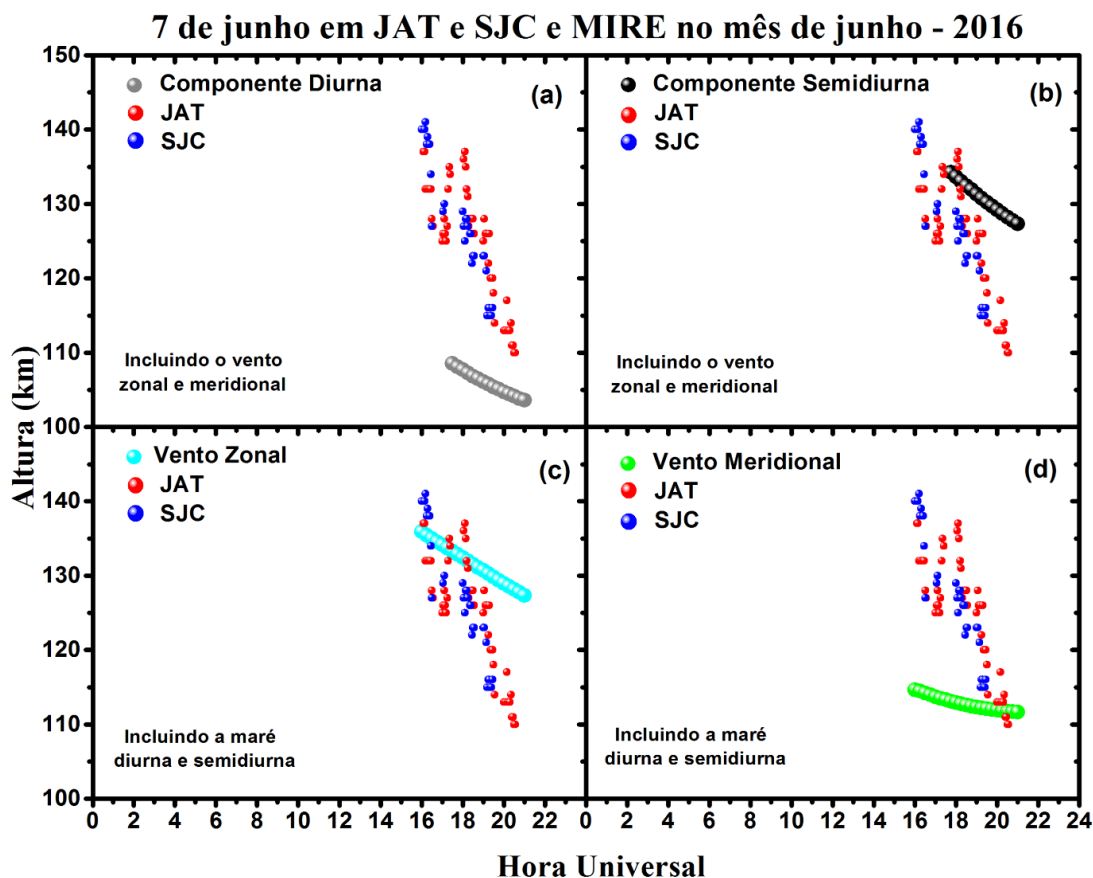 7 de junho em JAT e SJC e MIRE no mês de junho - 2016
150
140
130
120
110
100
Componente Diurna
JAT
SJC
(a)
Incluindo o vento
zonal e meridional
Componente Semidiurna
JAT
SJC
(b)
Incluindo o vento
zonal e meridional
Altura (km)
140
130
120
110
100
Vento Zonal
JAT
SJC
(c)
Incluindo a maré
diurna e semidiurna
Vento Meridional
JAT
SJC
(d)
Incluindo a maré
diurna e semidiurna
0 2 4 6 8 10 12 14 16 18 20 22 0 2 4 6 8 10 12 14 16 18 20 22 24
Hora Universal